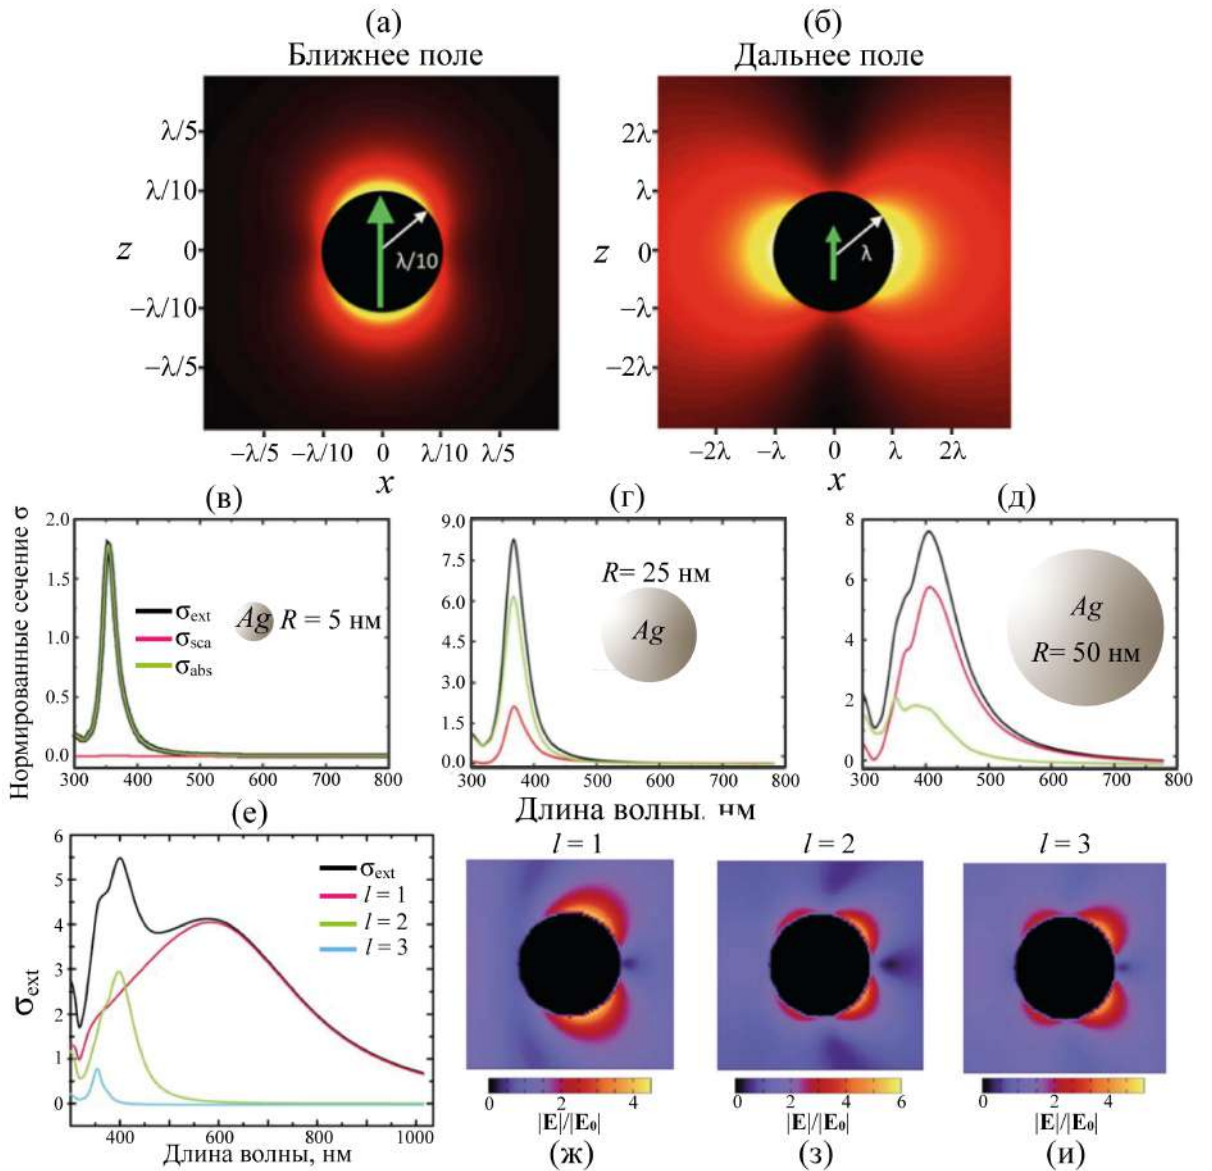 (а)
Ближнее поле
z
λ/5
λ/10
0
−λ/10
−λ/5
λ/10
−λ/5 −λ/10 0 λ/10 λ/5
x
(б)
Дальнее поле
z
2λ
λ
0
−λ
−2λ
λ
−2λ −λ 0 λ 2λ
x
Нормированные сечение σ
(в)
2.0
1.5
1.0
0.5
0.0
σext
σsca
σabs
Ag R = 5 нм
300 400 500 600 700 800
(г)
9.0
7.5
6.0
4.5
3.0
1.5
0.0
R= 25 нм
Ag
300 400 500 600 700 800
Длина волны, нм
(д)
8
6
4
2
0
Ag
R= 50 нм
300 400 500 600 700 800
(е)
σext
6
5
4
3
2
1
0
σext
l = 1
l = 2
l = 3
400 600 800 1000
Длина волны, нм
l = 1
0 2 4
|E|/|E₀|
(ж)
l = 2
0 2 4 6
|E|/|E₀|
(з)
l = 3
0 2 4
|E|/|E₀|
(и)